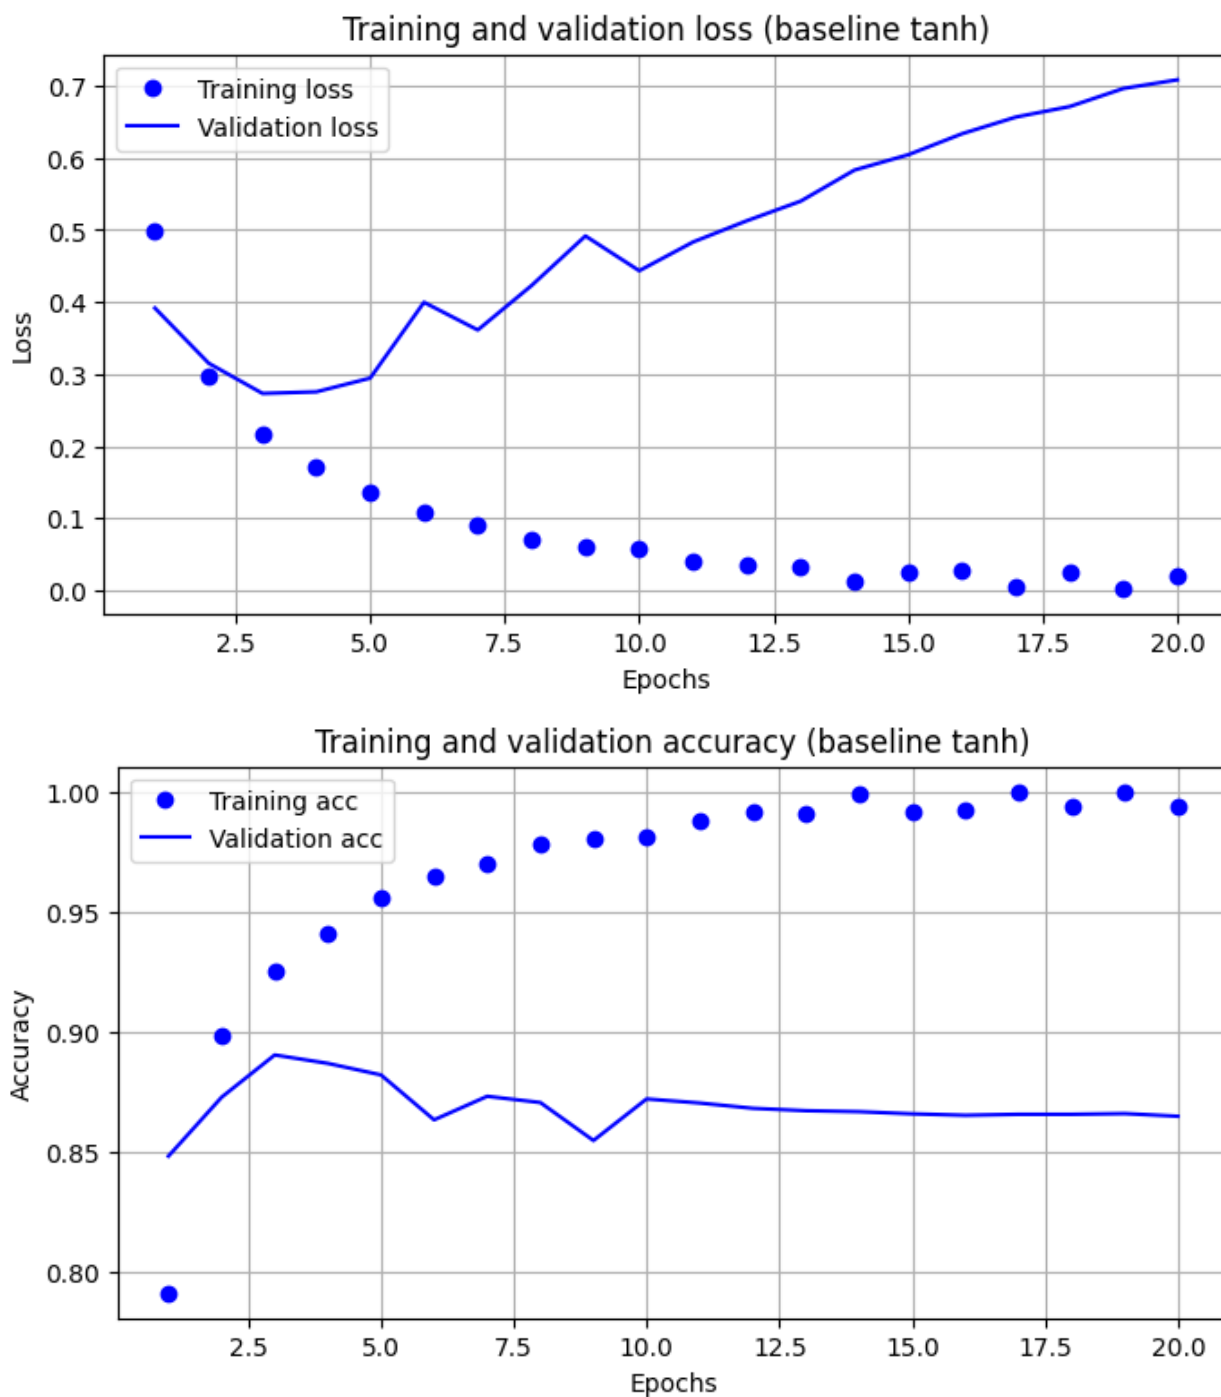 Training and validation loss (baseline tanh)
Training loss
Validation loss
0.7
0.6
0.5
0.4
0.3
0.2
0.1
0.0
Loss
2.5 5.0 7.5 10.0 12.5 15.0 17.5 20.0
Epochs
Training and validation accuracy (baseline tanh)
Training acc
Validation acc
1.00
0.95
0.90
0.85
0.80
Accuracy
2.5 5.0 7.5 10.0 12.5 15.0 17.5 20.0
Epochs